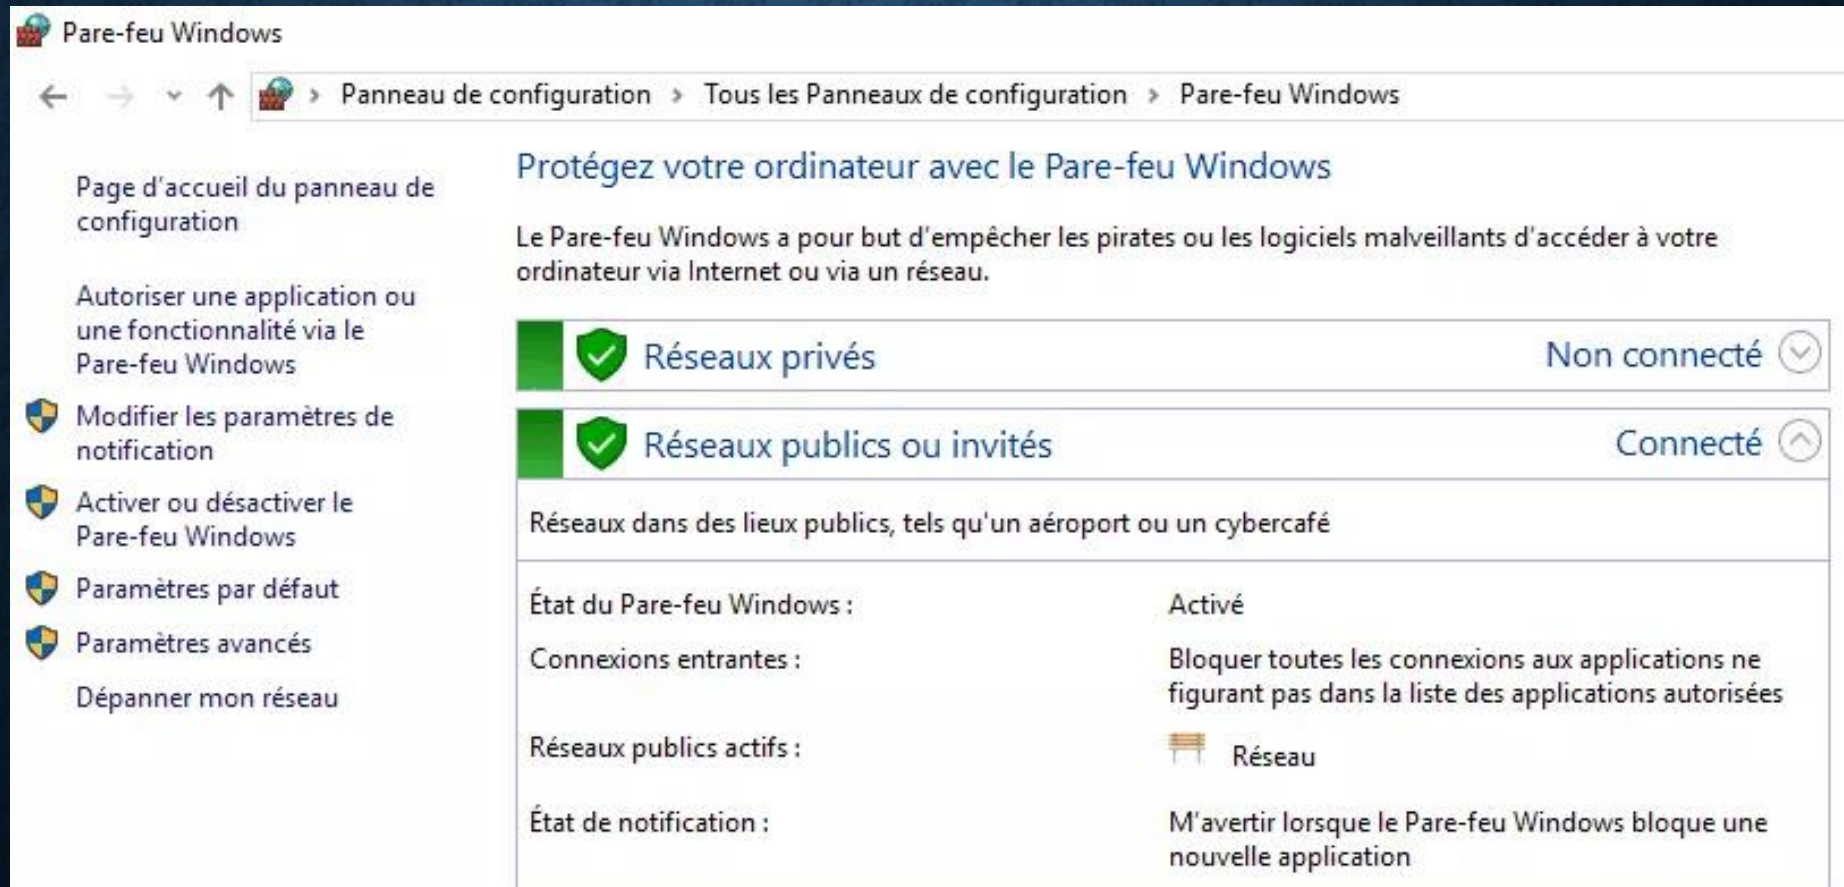 Pare-feu Windows
Panneau de configuration > Tous les Panneaux de configuration > Pare-feu Windows
Page d'accueil du panneau de
configuration
Autoriser une application ou
une fonctionnalité via le
Pare-feu Windows
Modifier les paramètres de
notification
Activer ou désactiver le
Pare-feu Windows
Paramètres par défaut
Paramètres avancés
Dépanner mon réseau
Protégez votre ordinateur avec le Pare-feu Windows
Le Pare-feu Windows a pour but d'empêcher les pirates ou les logiciels malveillants d'accéder à votre
ordinateur via Internet ou via un réseau.
Réseaux privés Non connecté
Réseaux publics ou invités Connecté
Réseaux dans des lieux publics, tels qu'un aéroport ou un cybercafé
État du Pare-feu Windows : Activé
Connexions entrantes : Bloquer toutes les connexions aux applications ne
figurant pas dans la liste des applications autorisées
Réseaux publics actifs : Réseau
État de notification : M'avertir lorsque le Pare-feu Windows bloque une
nouvelle application